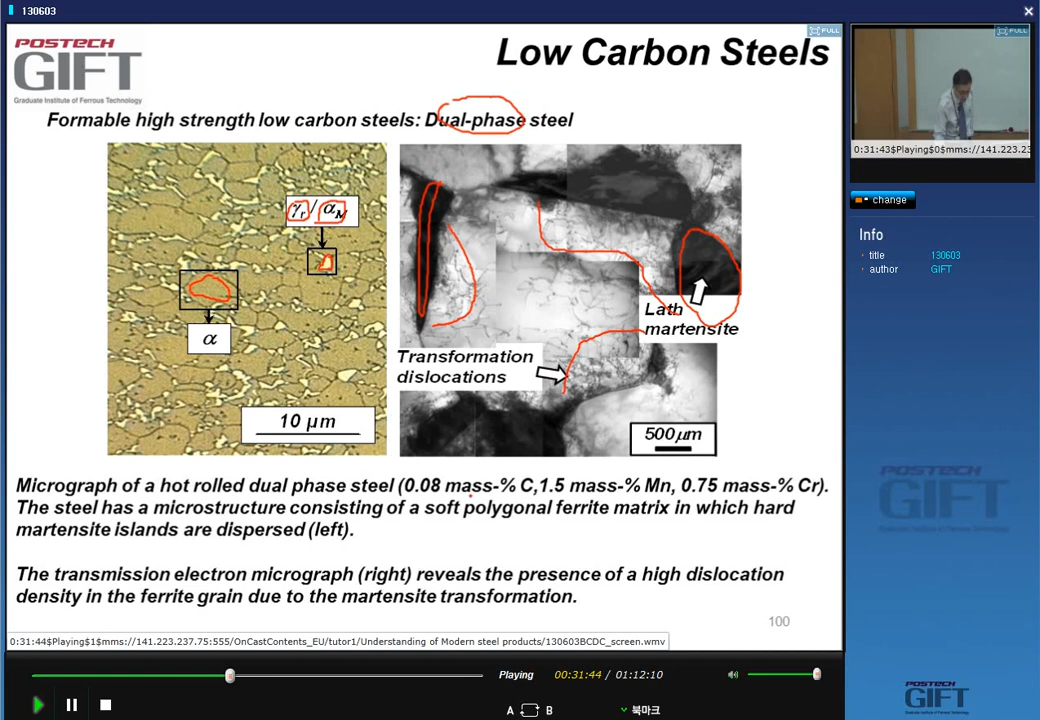 130603
POSTECH
GIFT
Graduate Institute of Ferrous Technology
Low Carbon Steels
FULL
Formable high strength low carbon steels: Dual-phase steel
γr / αM
α
10 µm
Lath
martensite
Transformation
dislocations
500µm
Micrograph of a hot rolled dual phase steel (0.08 mass-% C,1.5 mass-% Mn, 0.75 mass-% Cr).
The steel has a microstructure consisting of a soft polygonal ferrite matrix in which hard
martensite islands are dispersed (left).
The transmission electron micrograph (right) reveals the presence of a high dislocation
density in the ferrite grain due to the martensite transformation.
100
0:31:44$Playing$1$mms://141.223.237.75:555/OnCastContents_EU/tutor1/Understanding of Modern steel products/130603BCDC_screen.wmv
Playing
00:31:44 / 01:12:10
A B
북마크
FULL
0:31:43$Playing$0$mms://141.223.23
change
Info
title 130603
author GIFT
POSTECH
GIFT
POSTECH
GIFT